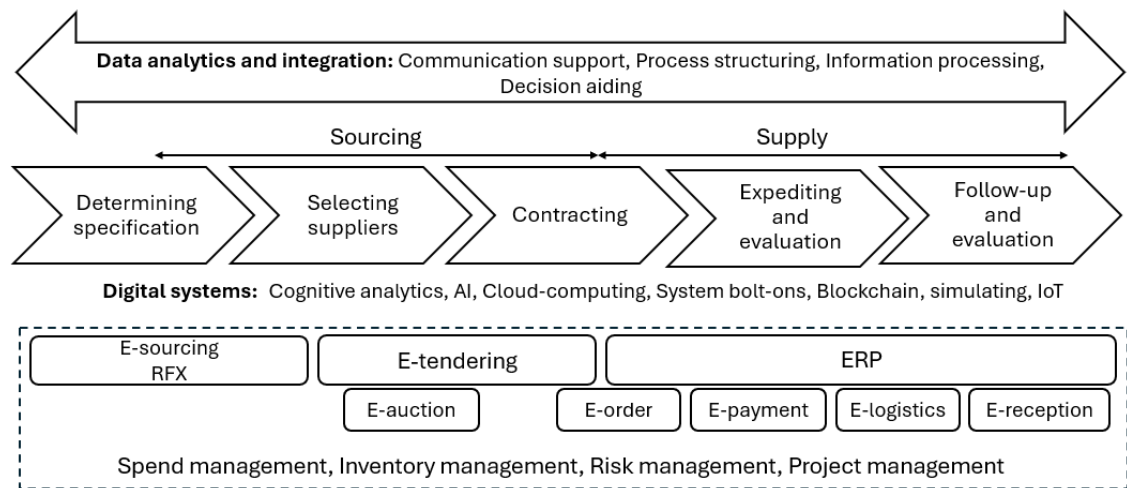 Data analytics and integration: Communication support, Process structuring, Information processing,
Decision aiding
Sourcing
Supply
Determining
specification
Selecting
suppliers
Contracting
Expediting
and
evaluation
Follow-up
and
evaluation
Digital systems: Cognitive analytics, AI, Cloud-computing, System bolt-ons, Blockchain, simulating, IoT
E-sourcing
RFX
E-tendering
ERP
E-auction
E-order
E-payment
E-logistics
E-reception
Spend management, Inventory management, Risk management, Project management